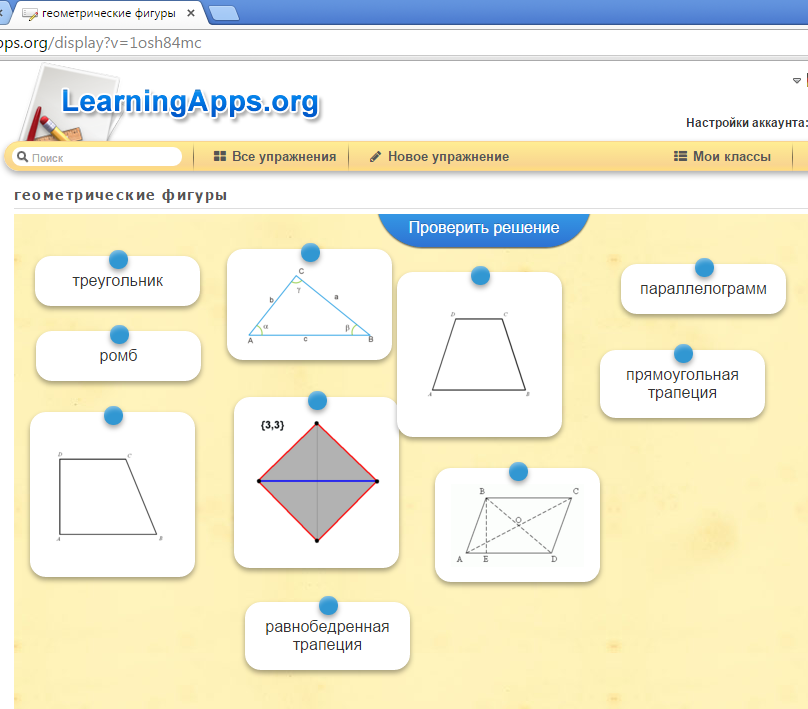 геометрические фигуры
ps.org/display?v=1osh84mc
LearningApps.org
Настройки аккаунта:
Поиск
Все упражнения
Новое упражнение
Мои классы
геометрические фигуры
Проверить решение
треугольник
C
γ
b
a
α
β
A
c
B
параллелограмм
ромб
D
C
A
B
прямоугольная
трапеция
{3,3}
D
C
A
B
B
C
O
A
E
D
равнобедренная
трапеция